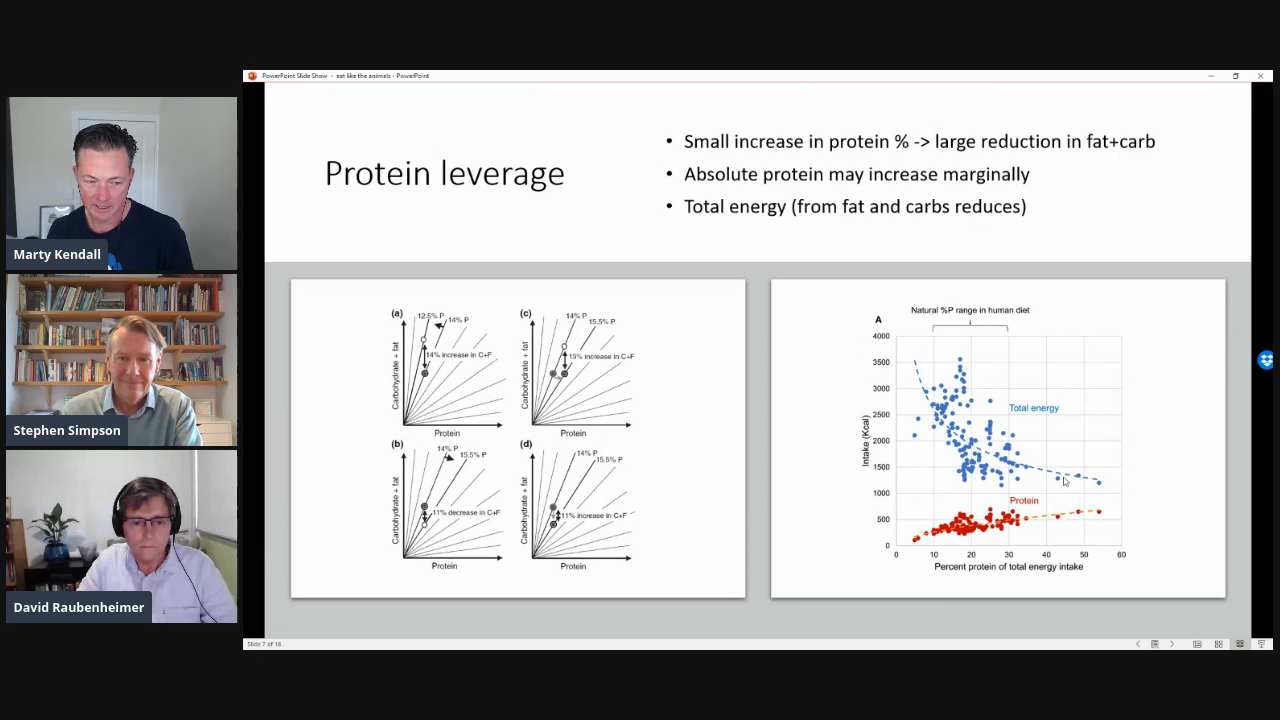 PowerPoint Slide Show - eat like the animals - PowerPoint
Protein leverage
• Small increase in protein % -> large reduction in fat+carb
• Absolute protein may increase marginally
• Total energy (from fat and carbs reduces)
Marty Kendall
Stephen Simpson
David Raubenheimer
(a)
12.5% P
14% P
14% increase in C+F
Carbohydrate + fat
Protein
(c)
14% P
15.5% P
13% increase in C+F
Carbohydrate + fat
Protein
(b)
14% P
15.5% P
11% decrease in C+F
Carbohydrate + fat
Protein
(d)
14% P
15.5% P
11% increase in C+F
Carbohydrate + fat
Protein
Natural %P range in human diet
A
4000
3500
3000
2500
2000
1500
1000
500
0
Intake (Kcal)
Total energy
Protein
0 10 20 30 40 50 60
Percent protein of total energy intake
Slide 7 of 16